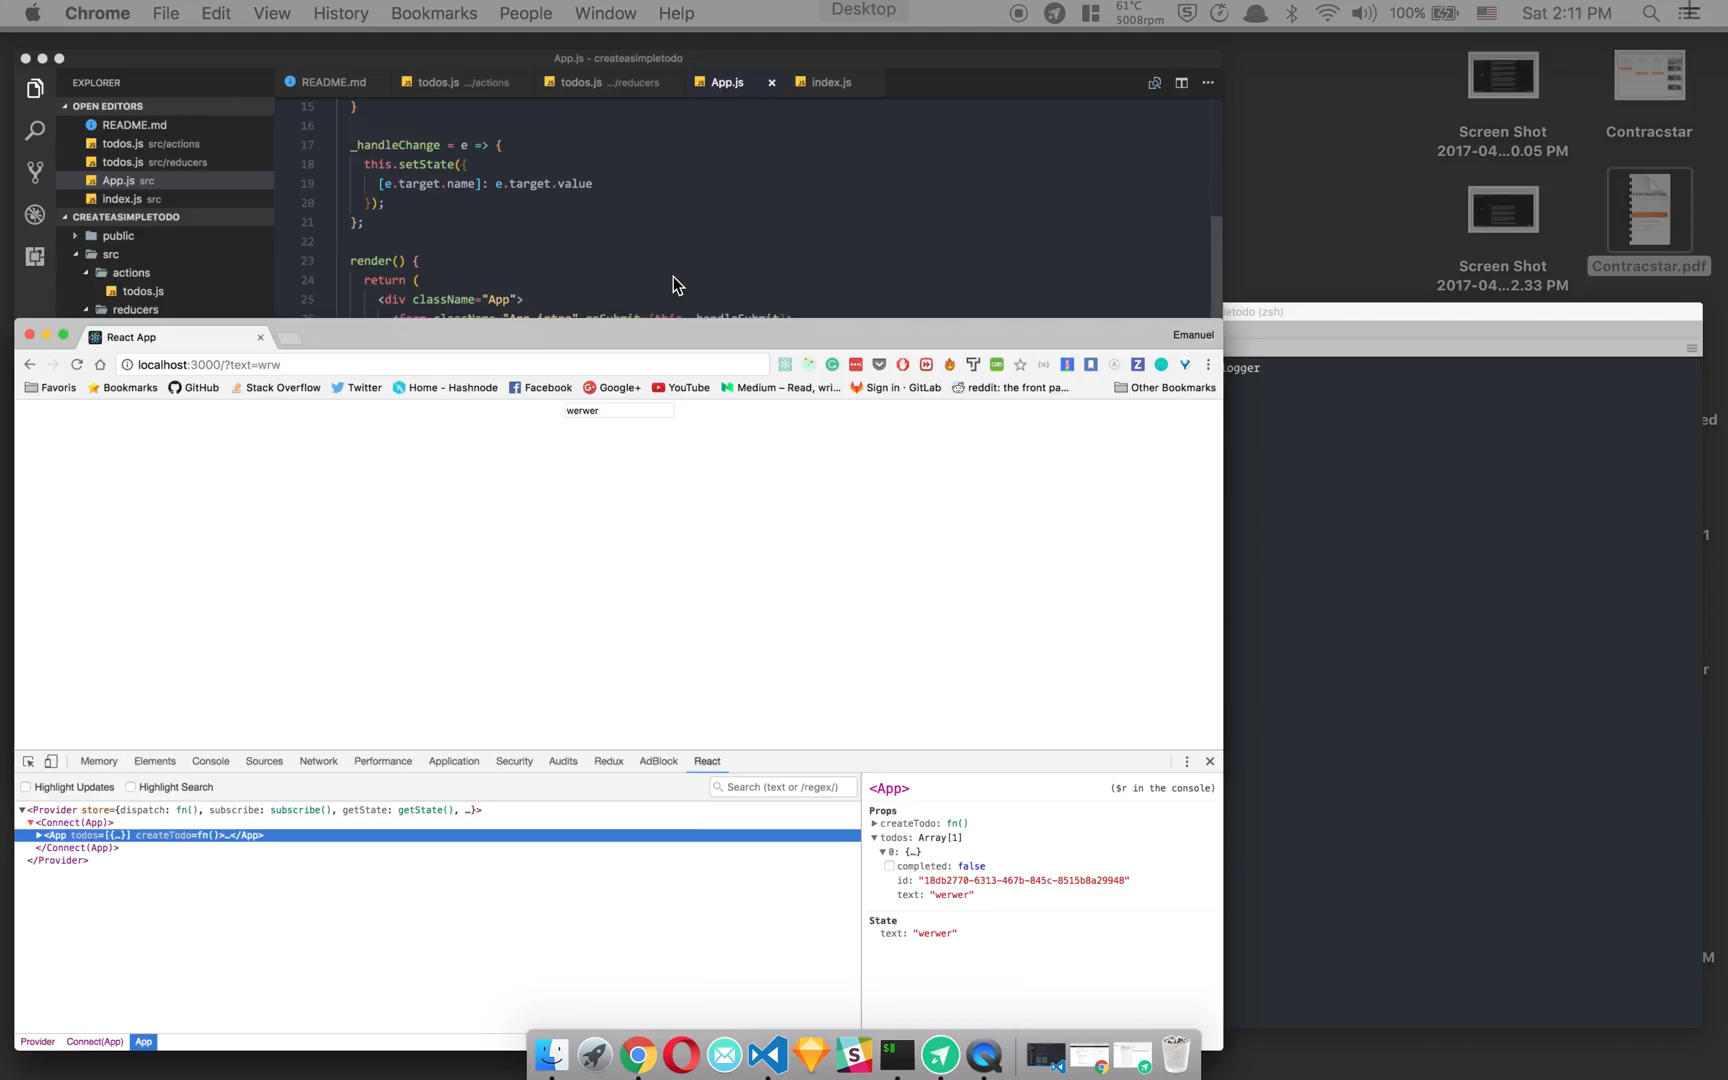 Chrome File Edit View History Bookmarks People Window Help Desktop 61°C 5008rpm 5 100% Sat 2:11 PM
App.js - createasimpletodo
EXPLORER
README.md
todos.js .../actions
todos.js .../reducers
App.js
index.js
OPEN EDITORS
README.md
todos.js src/actions
todos.js src/reducers
App.js src
index.js src
CREATEASIMPLETODO
public
src
actions
todos.js
reducers
15 }
16
17 _handleChange = e => {
18 this.setState({
19 [e.target.name]: e.target.value
20 });
21 };
22
23 render() {
24 return (
25 <div className="App">
Screen Shot
2017-04...0.05 PM
Contracstar
Screen Shot
2017-04...2.33 PM
Contracstar.pdf
etodo (zsh)
logger
ed
React App
Emanuel
localhost:3000/?text=wrw
Favoris Bookmarks GitHub Stack Overflow Twitter Home - Hashnode Facebook Google+ YouTube Medium – Read, wri... Sign in · GitLab reddit: the front pa... Other Bookmarks
werwer
Memory Elements Console Sources Network Performance Application Security Audits Redux AdBlock React
Highlight Updates Highlight Search Search (text or /regex/)
<Provider store={dispatch: fn(), subscribe: subscribe(), getState: getState(), …}>
<Connect(App)>
<App todos=[{…}] createTodo=fn()>…</App>
</Connect(App)>
</Provider>
<App> ($r in the console)
Props
createTodo: fn()
todos: Array[1]
0: {…}
completed: false
id: "18db2770-6313-467b-845c-8515b8a29948"
text: "werwer"
State
text: "werwer"
Provider Connect(App) App